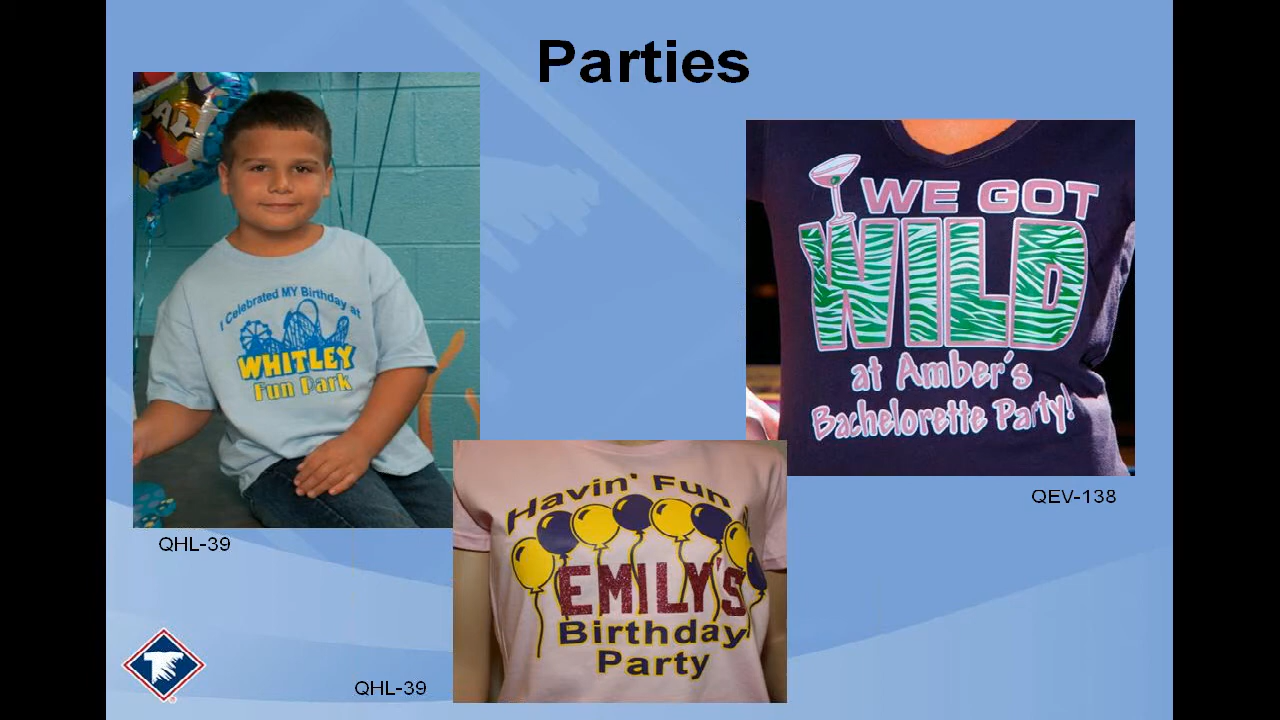 Parties
AY
I Celebrated MY Birthday at
WHITLEY
Fun Park
QHL-39
WE GOT
WILD
at Amber's
Bachelorette Party!
QEV-138
Havin' Fun
EMILY'S
Birthday
Party
QHL-39